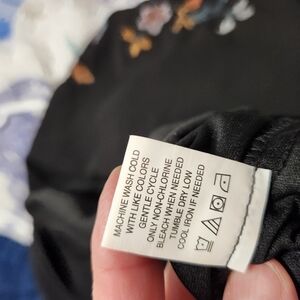 MACHINE WASH COLD
WITH LIKE COLORS
GENTLE CYCLE
ONLY NON-CHLORINE
BLEACH WHEN NEEDED
TUMBLE DRY LOW
COOL IRON IF NEEDED